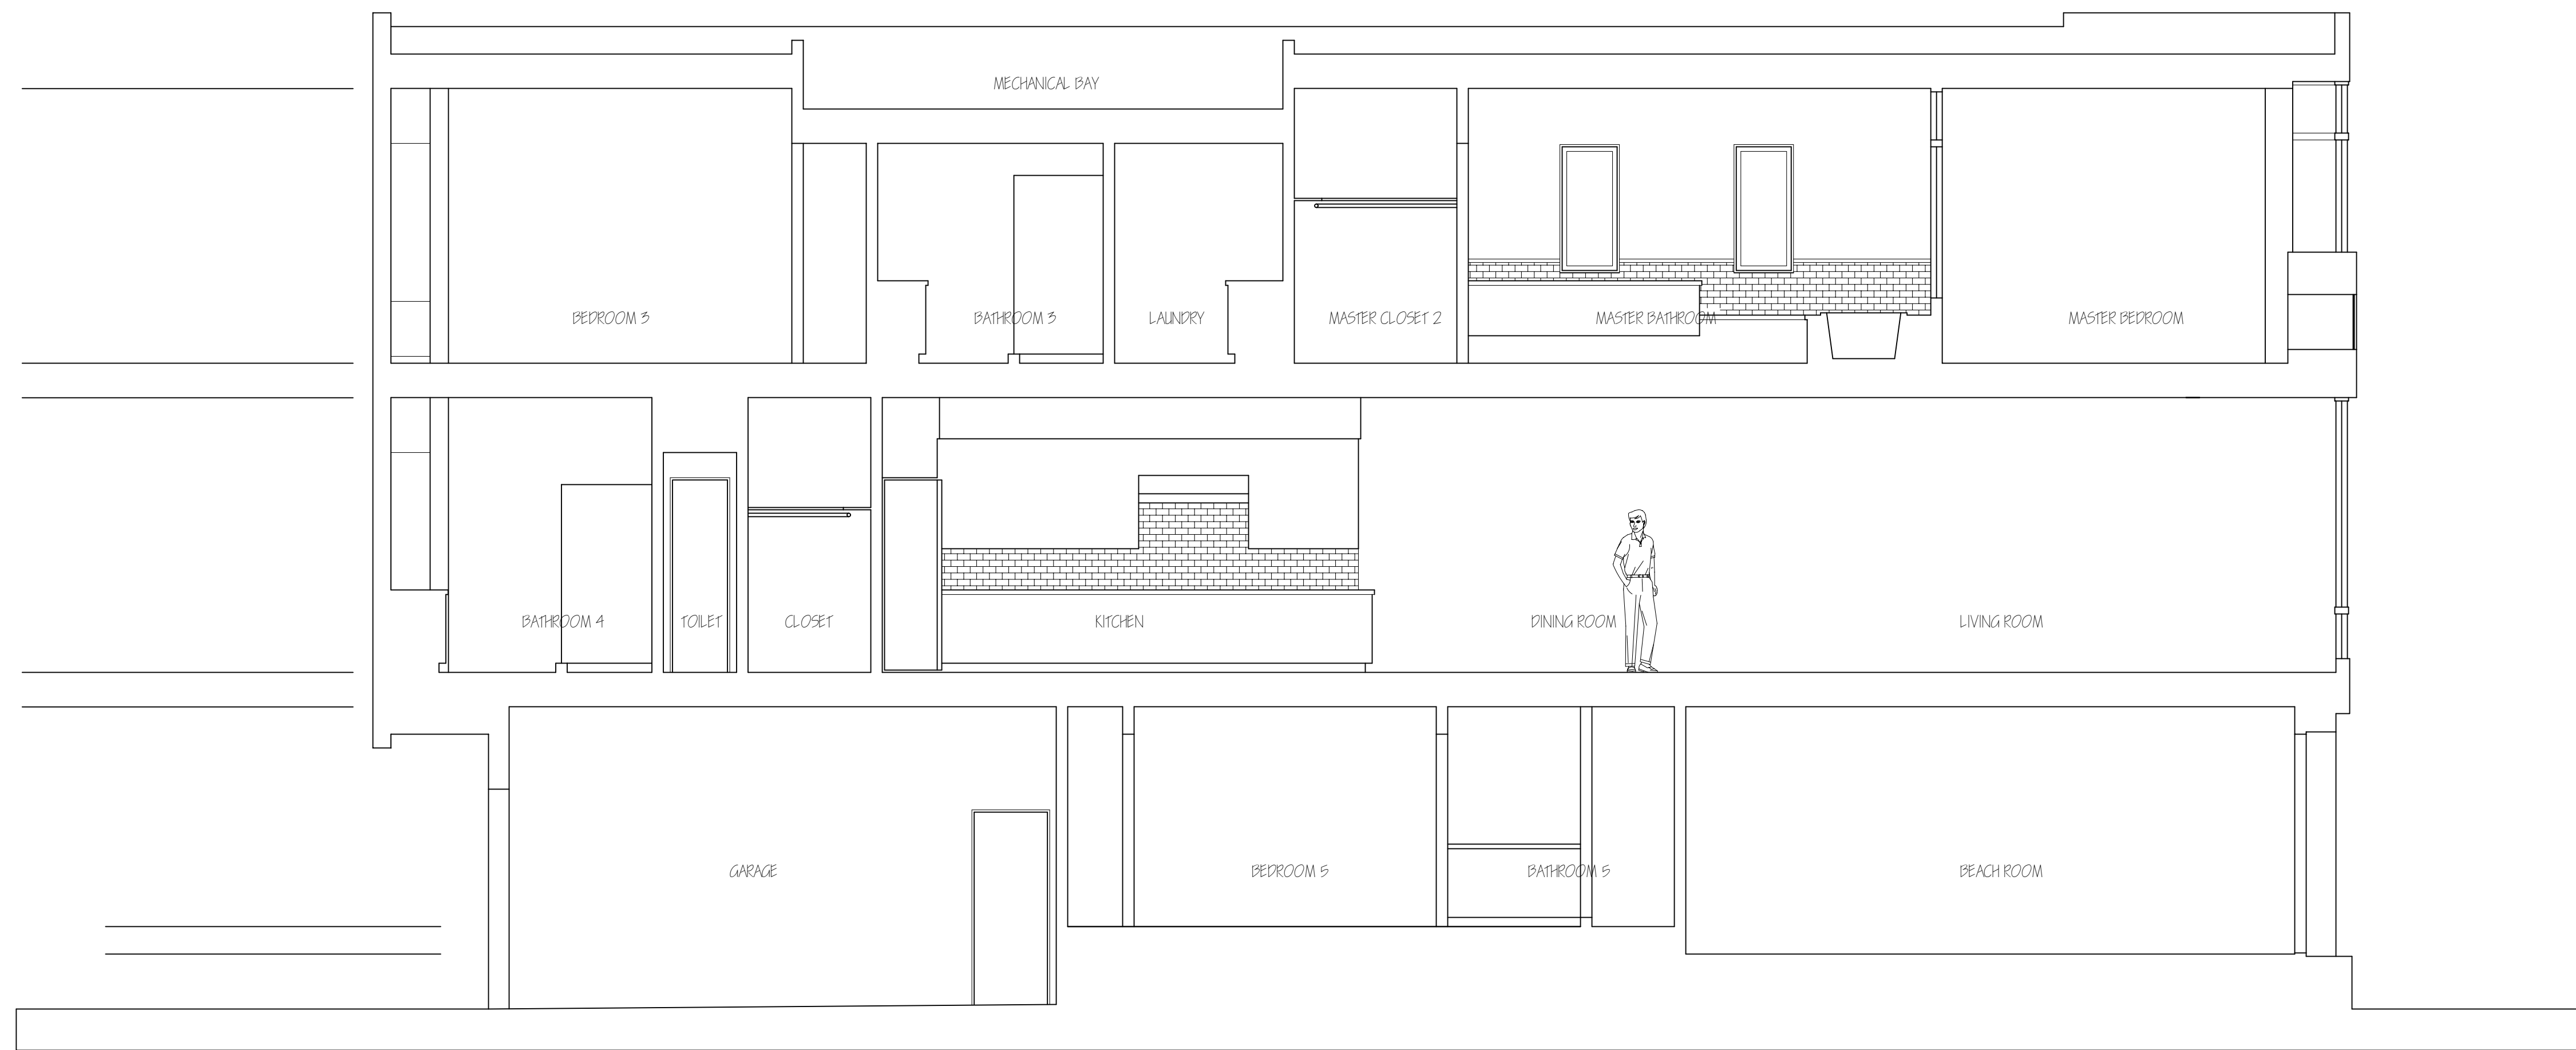 MECHANICAL BAY
BEDROOM 3
BATHROOM 3
LAUNDRY
MASTER CLOSET 2
MASTER BATHROOM
MASTER BEDROOM
BATHROOM 4
TOILET
CLOSET
KITCHEN
DINING ROOM
LIVING ROOM
GARAGE
BEDROOM 5
BATHROOM 5
BEACH ROOM